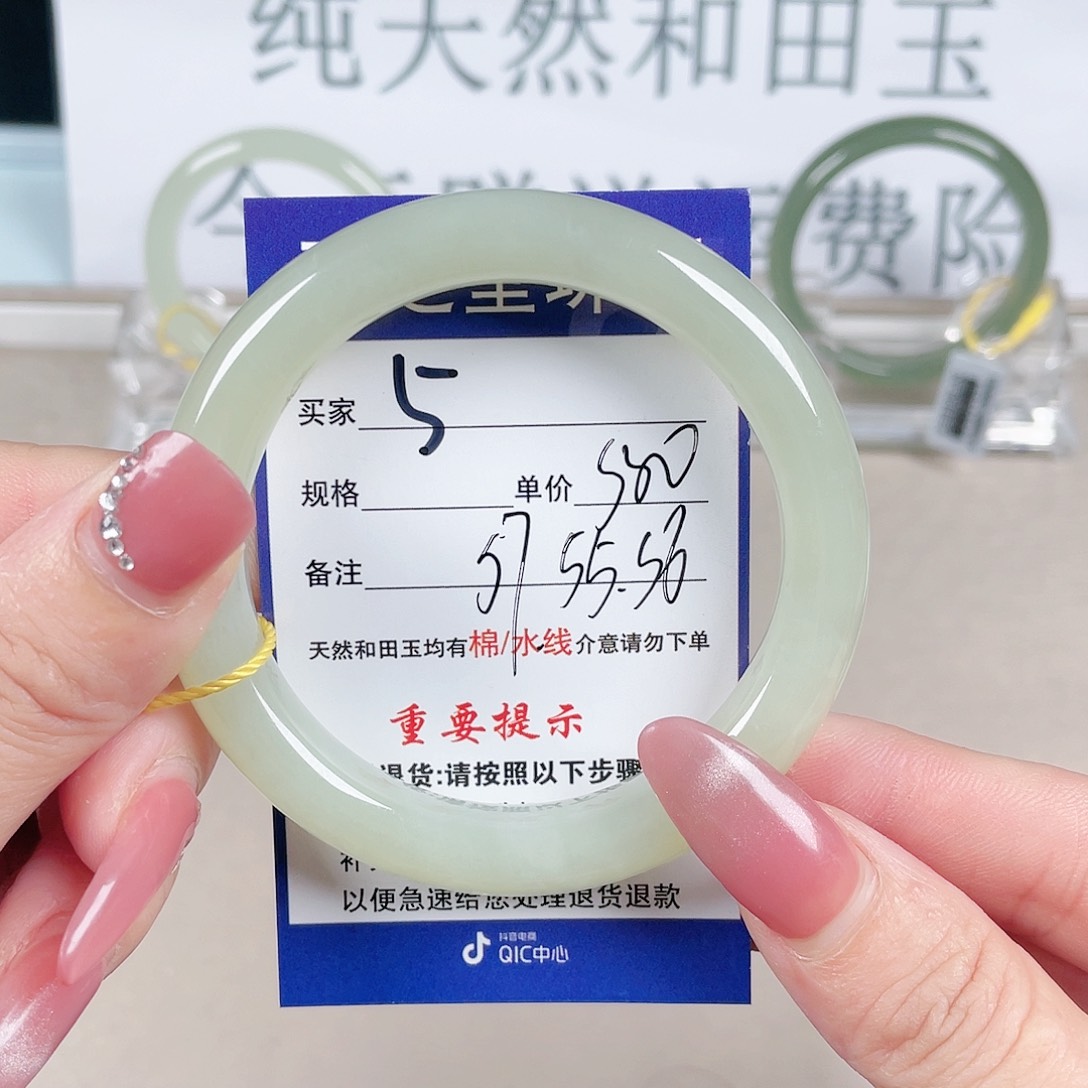 纯天然和田玉
运费险
买家 5
规格 单价 580
备注 57 55.56
天然和田玉均有棉/水线介意请勿下单
重要提示
退货:请按照以下步骤
以便急速给您处理退货退款
抖音电商
QIC中心